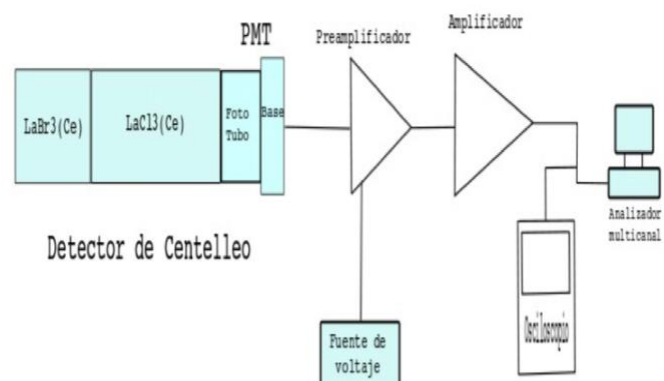 PMT
Preamplificador
Amplificador
LaBr3(Ce)
LaCl3(Ce)
Foto
Tubo
Base
Analizador
multicanal
Detector de Centelleo
Osciloscopio
Fuente de
voltaje